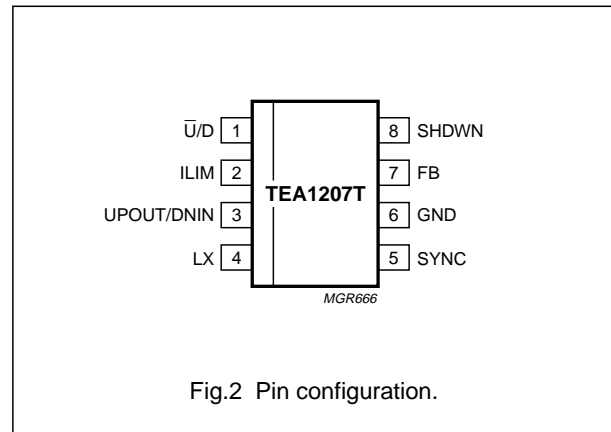 U̅/D 1
8 SHDWN
ILIM 2
7 FB
TEA1207T
UPOUT/DNIN 3
6 GND
LX 4
5 SYNC
MGR666
Fig.2 Pin configuration.